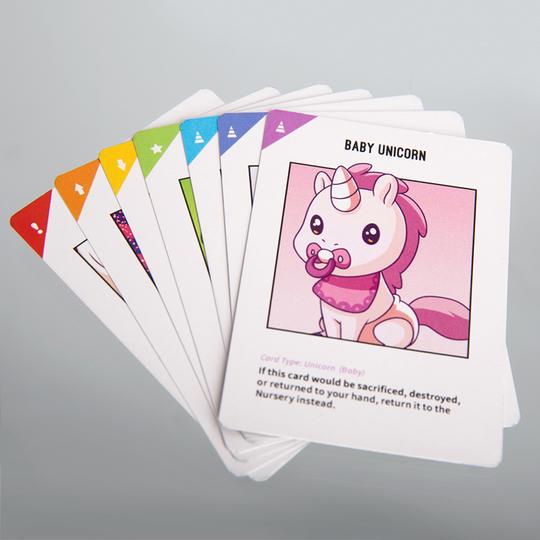 BABY UNICORN
Card Type: Unicorn (Baby)
If this card would be sacrificed, destroyed,
or returned to your hand, return it to the
Nursery instead.